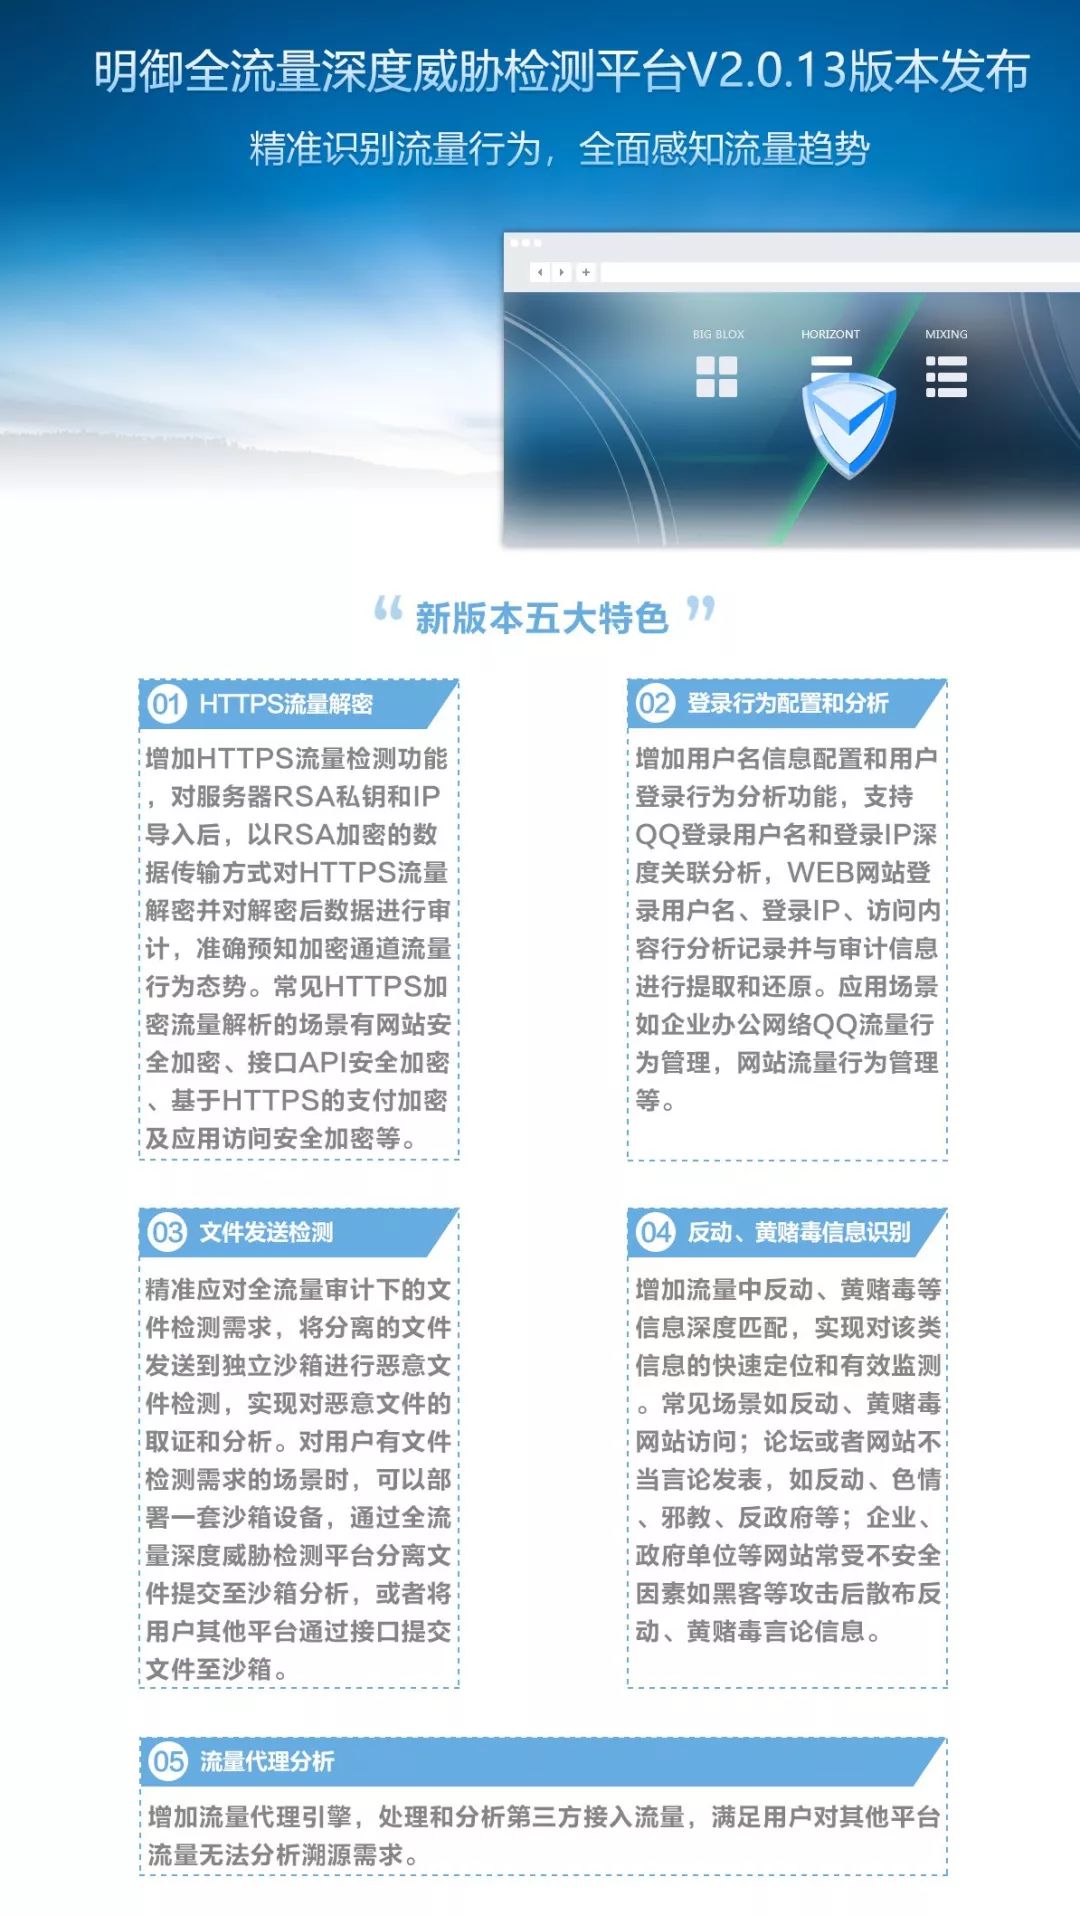 明御全流量深度威胁检测平台V2.0.13版本发布
精准识别流量行为，全面感知流量趋势
BIG BLOX
HORIZONT
MIXING
“ 新版本五大特色 ”
01 HTTPS流量解密
增加HTTPS流量检测功能
，对服务器RSA私钥和IP
导入后，以RSA加密的数
据传输方式对HTTPS流量
解密并对解密后数据进行审
计，准确预知加密通道流量
行为态势。常见HTTPS加
密流量解析的场景有网站安
全加密、接口API安全加密
、基于HTTPS的支付加密
及应用访问安全加密等。
02 登录行为配置和分析
增加用户名信息配置和用户
登录行为分析功能，支持
QQ登录用户名和登录IP深
度关联分析，WEB网站登
录用户名、登录IP、访问内
容行分析记录并与审计信息
进行提取和还原。应用场景
如企业办公网络QQ流量行
为管理，网站流量行为管理
等。
03 文件发送检测
精准应对全流量审计下的文
件检测需求，将分离的文件
发送到独立沙箱进行恶意文
件检测，实现对恶意文件的
取证和分析。对用户有文件
检测需求的场景时，可以部
署一套沙箱设备，通过全流
量深度威胁检测平台分离文
件提交至沙箱分析，或者将
用户其他平台通过接口提交
文件至沙箱。
04 反动、黄赌毒信息识别
增加流量中反动、黄赌毒等
信息深度匹配，实现对该类
信息的快速定位和有效监测
。常见场景如反动、黄赌毒
网站访问；论坛或者网站不
当言论发表，如反动、色情
、邪教、反政府等；企业、
政府单位等网站常受不安全
因素如黑客等攻击后散布反
动、黄赌毒言论信息。
05 流量代理分析
增加流量代理引擎，处理和分析第三方接入流量，满足用户对其他平台
流量无法分析溯源需求。